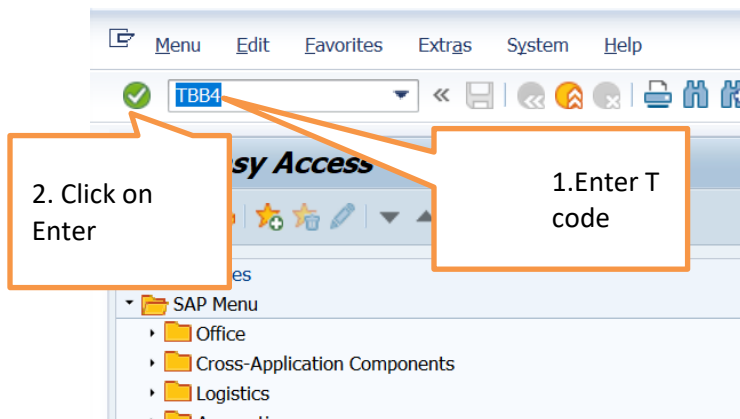 Menu Edit Favorites Extras System Help
TBB4
sy Access
2. Click on
Enter
1.Enter T
code
es
SAP Menu
Office
Cross-Application Components
Logistics